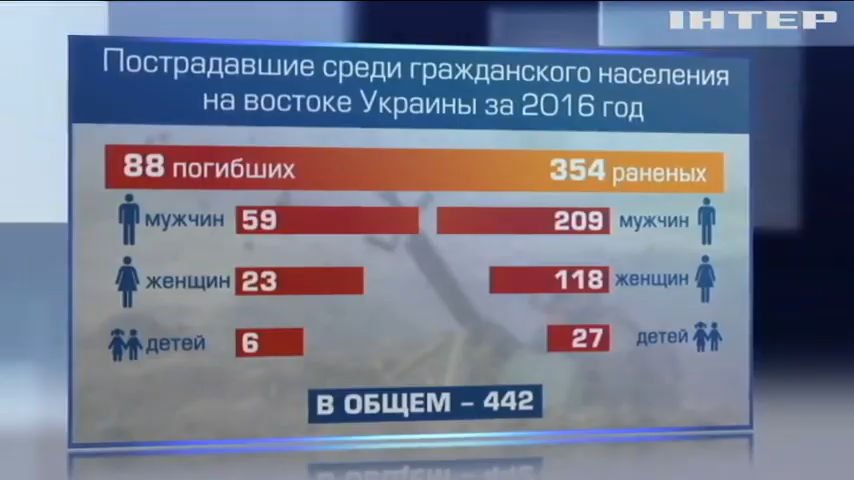 ІНТЕР
Пострадавшие среди гражданского населения
на востоке Украины за 2016 год
88 погибших 354 раненых
мужчин 59 209 мужчин
женщин 23 118 женщин
детей 6 27 детей
В ОБЩЕМ – 442